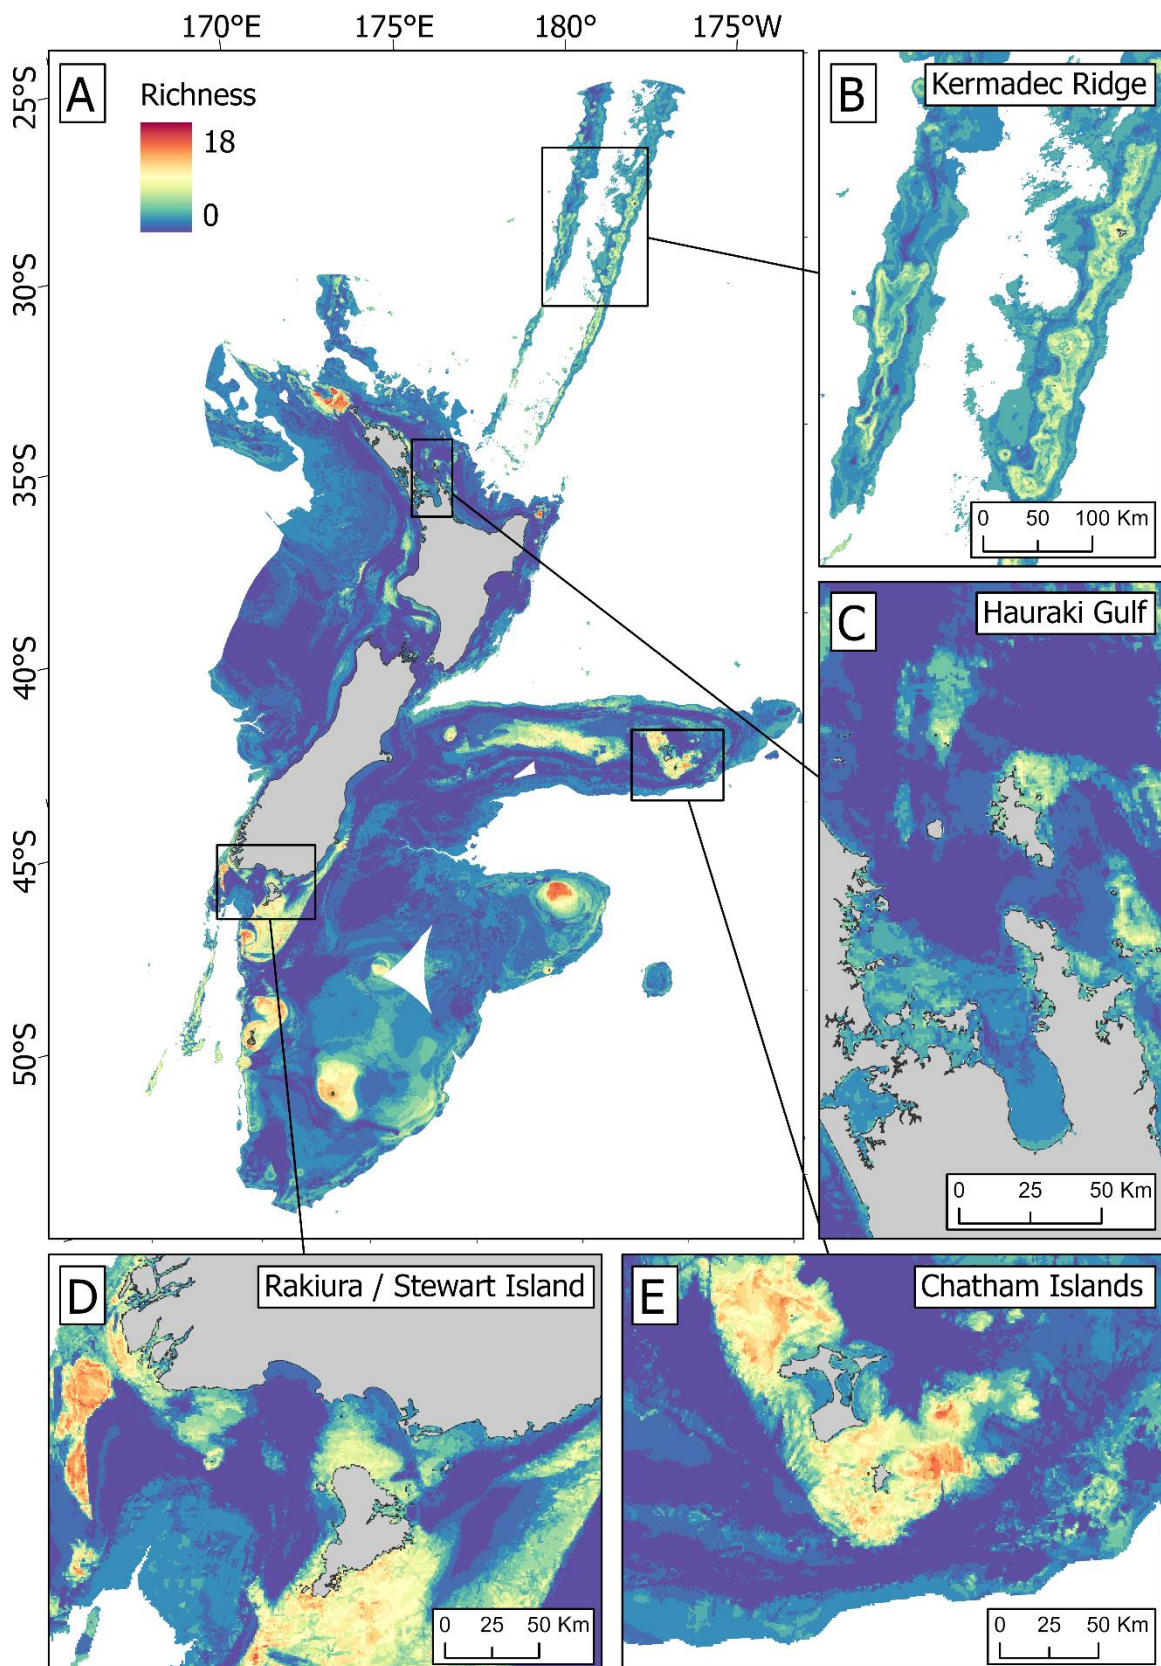 170°E 175°E 180° 175°W
25°S
30°S
35°S
40°S
45°S
50°S
A
Richness
18
0
B
Kermadec Ridge
0 50 100 Km
C
Hauraki Gulf
0 25 50 Km
D
Rakiura / Stewart Island
0 25 50 Km
E
Chatham Islands
0 25 50 Km